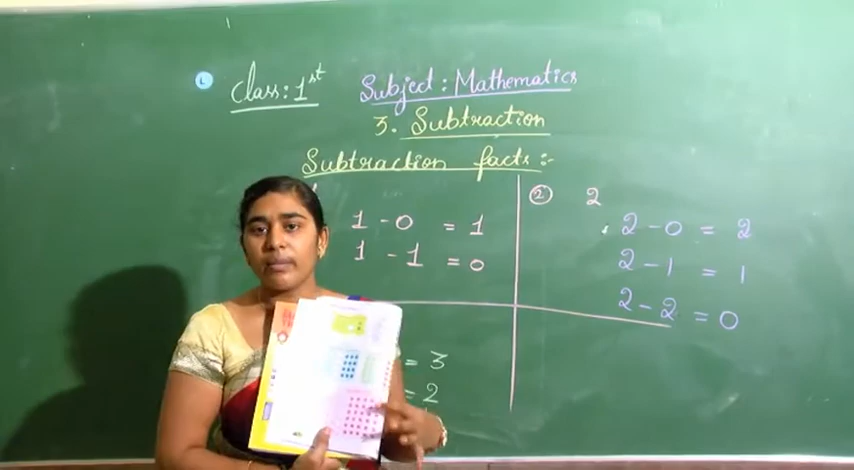 L
Class: 1st Subject: Mathematics
3. Subtraction
Subtraction facts:-
1 - 0 = 1
1 - 1 = 0
② 2
2 - 0 = 2
2 - 1 = 1
2 - 2 = 0
= 3
= 2